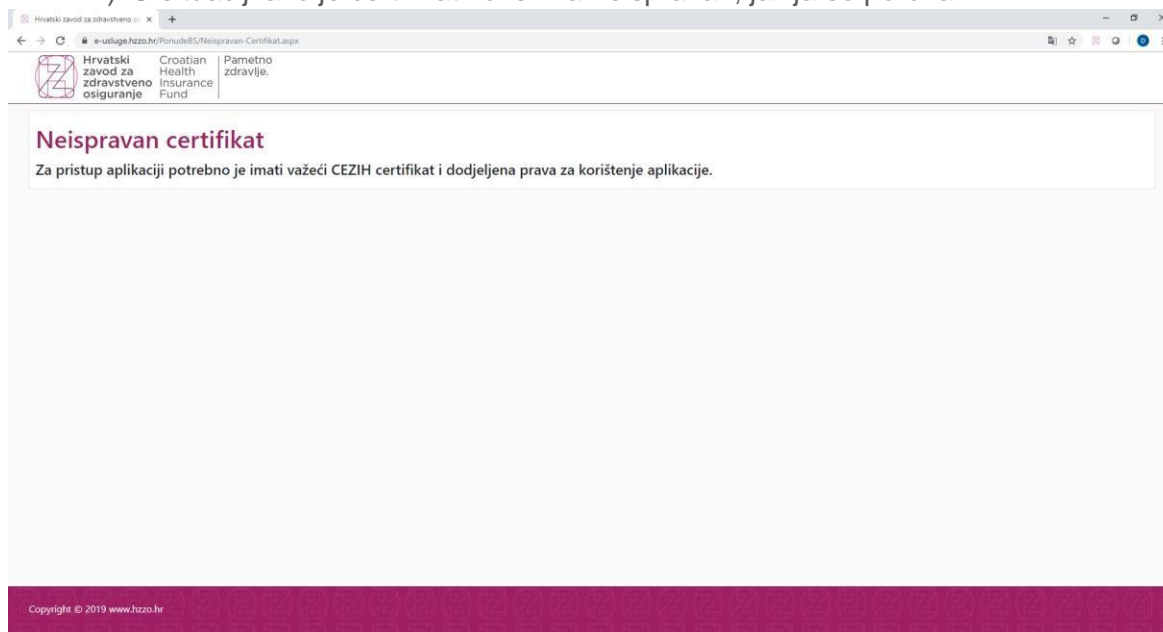 Hrvatski zavod za zdravstveno
e-usluge.hzzo.hr/PonudeBS/Neispravan-Certifikat.aspx
Hrvatski
zavod za
zdravstveno
osiguranje
Croatian
Health
Insurance
Fund
Pametno
zdravlje.
Neispravan certifikat
Za pristup aplikaciji potrebno je imati važeći CEZIH certifikat i dodjeljena prava za korištenje aplikacije.
Copyright © 2019 www.hzzo.hr